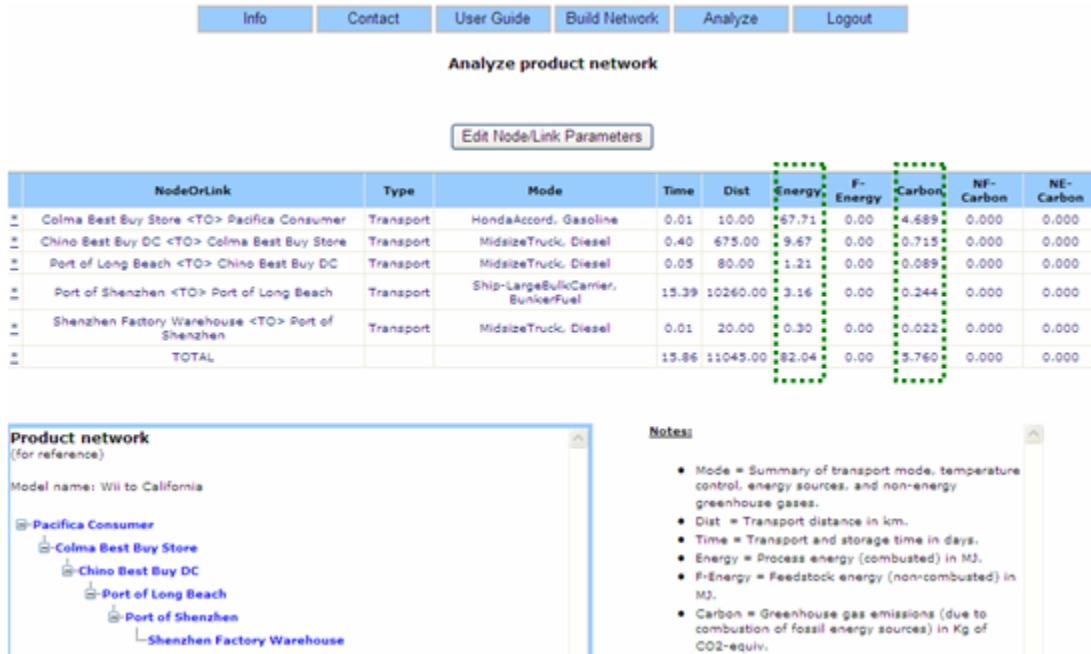 Info Contact User Guide Build Network Analyze Logout
Analyze product network
Edit Node/Link Parameters
NodeOrLink Type Mode Time Dist Energy F-Energy Carbon NF-Carbon NE-Carbon
Colma Best Buy Store <TO> Pacifica Consumer Transport HondaAccord, Gasoline 0.01 10.00 67.71 0.00 4.689 0.000 0.000
Chino Best Buy DC <TO> Colma Best Buy Store Transport MidsizeTruck, Diesel 0.40 675.00 9.67 0.00 0.715 0.000 0.000
Port of Long Beach <TO> Chino Best Buy DC Transport MidsizeTruck, Diesel 0.05 80.00 1.21 0.00 0.089 0.000 0.000
Port of Shenzhen <TO> Port of Long Beach Transport Ship-LargeBulkCarrier, BunkerFuel 15.39 10260.00 3.16 0.00 0.244 0.000 0.000
Shenzhen Factory Warehouse <TO> Port of Shenzhen Transport MidsizeTruck, Diesel 0.01 20.00 0.30 0.00 0.022 0.000 0.000
TOTAL 15.86 11045.00 82.04 0.00 5.760 0.000 0.000
Product network
(for reference)
Model name: Wii to California
Pacifica Consumer
Colma Best Buy Store
Chino Best Buy DC
Port of Long Beach
Port of Shenzhen
Shenzhen Factory Warehouse
Notes:
• Mode = Summary of transport mode, temperature
control, energy sources, and non-energy
greenhouse gases.
• Dist = Transport distance in km.
• Time = Transport and storage time in days.
• Energy = Process energy (combusted) in MJ.
• F-Energy = Feedstock energy (non-combusted) in
MJ.
• Carbon = Greenhouse gas emissions (due to
combustion of fossil energy sources) in Kg of
CO2-equiv.